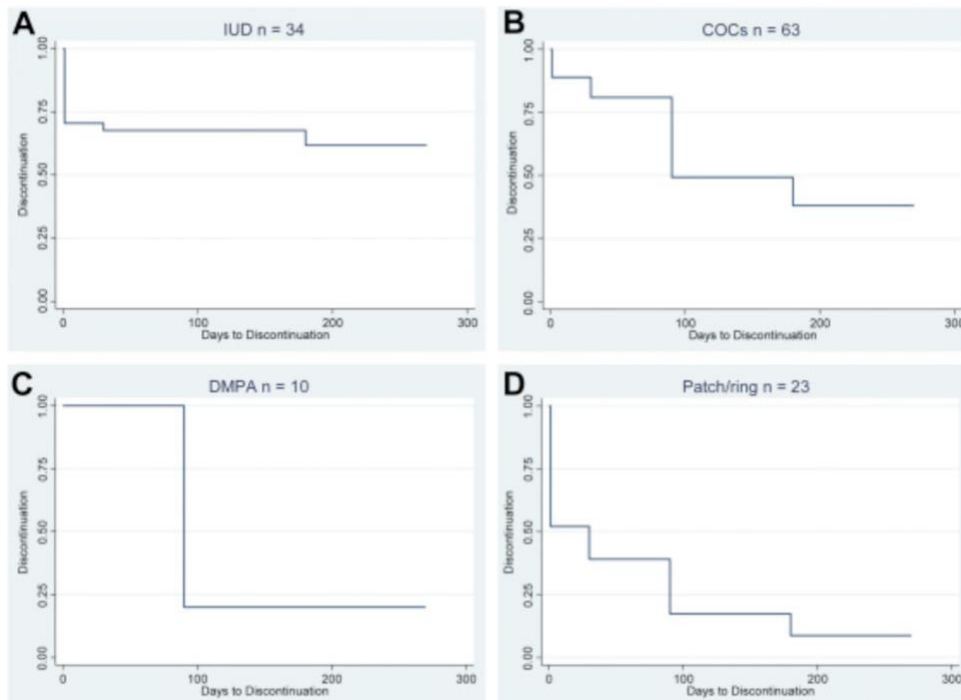 A
IUD n = 34
Discontinuation
1.00
0.75
0.50
0.25
0.00
0
100
200
300
Days to Discontinuation
B
COCs n = 63
Discontinuation
1.00
0.75
0.50
0.25
0.00
0
100
200
300
Days to Discontinuation
C
DMPA n = 10
Discontinuation
1.00
0.75
0.50
0.25
0.00
0
100
200
300
Days to Discontinuation
D
Patch/ring n = 23
Discontinuation
1.00
0.75
0.50
0.25
0.00
0
100
200
300
Days to Discontinuation